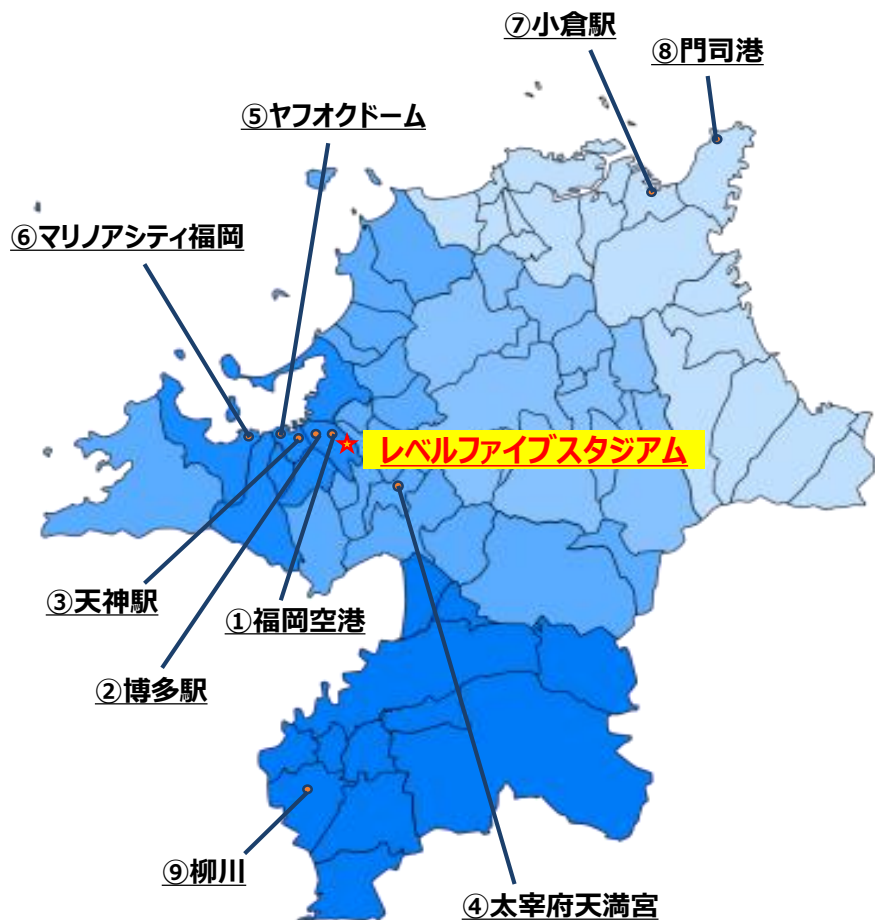 ⑦小倉駅
⑧門司港
⑤ヤフオクドーム
⑥マリノアシティ福岡
レベルファイブスタジアム
③天神駅
①福岡空港
②博多駅
⑨柳川
④太宰府天満宮